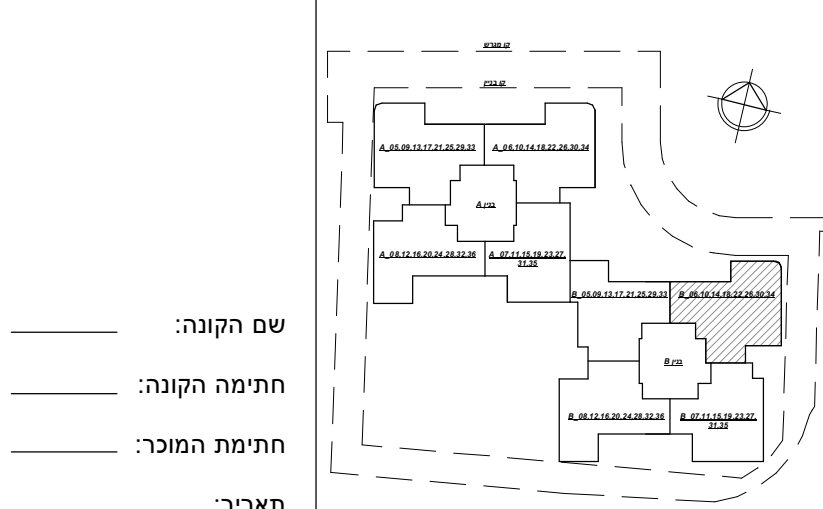 קו מגרש
קו בניין
A_05.09.13.17.21.25.29.33
A_06.10.14.18.22.26.30.34
בניין A
A_08.12.16.20.24.28.32.36
A_07.11.15.19.23.27.
31.35
B_05.09.13.17.21.25.29.33
B_06.10.14.18.22.26.30.34
בניין B
B_08.12.16.20.24.28.32.36
B_07.11.15.19.23.27.
31.35
שם הקונה: ________
חתימה הקונה: ________
חתימת המוכר: ________
תאריך: